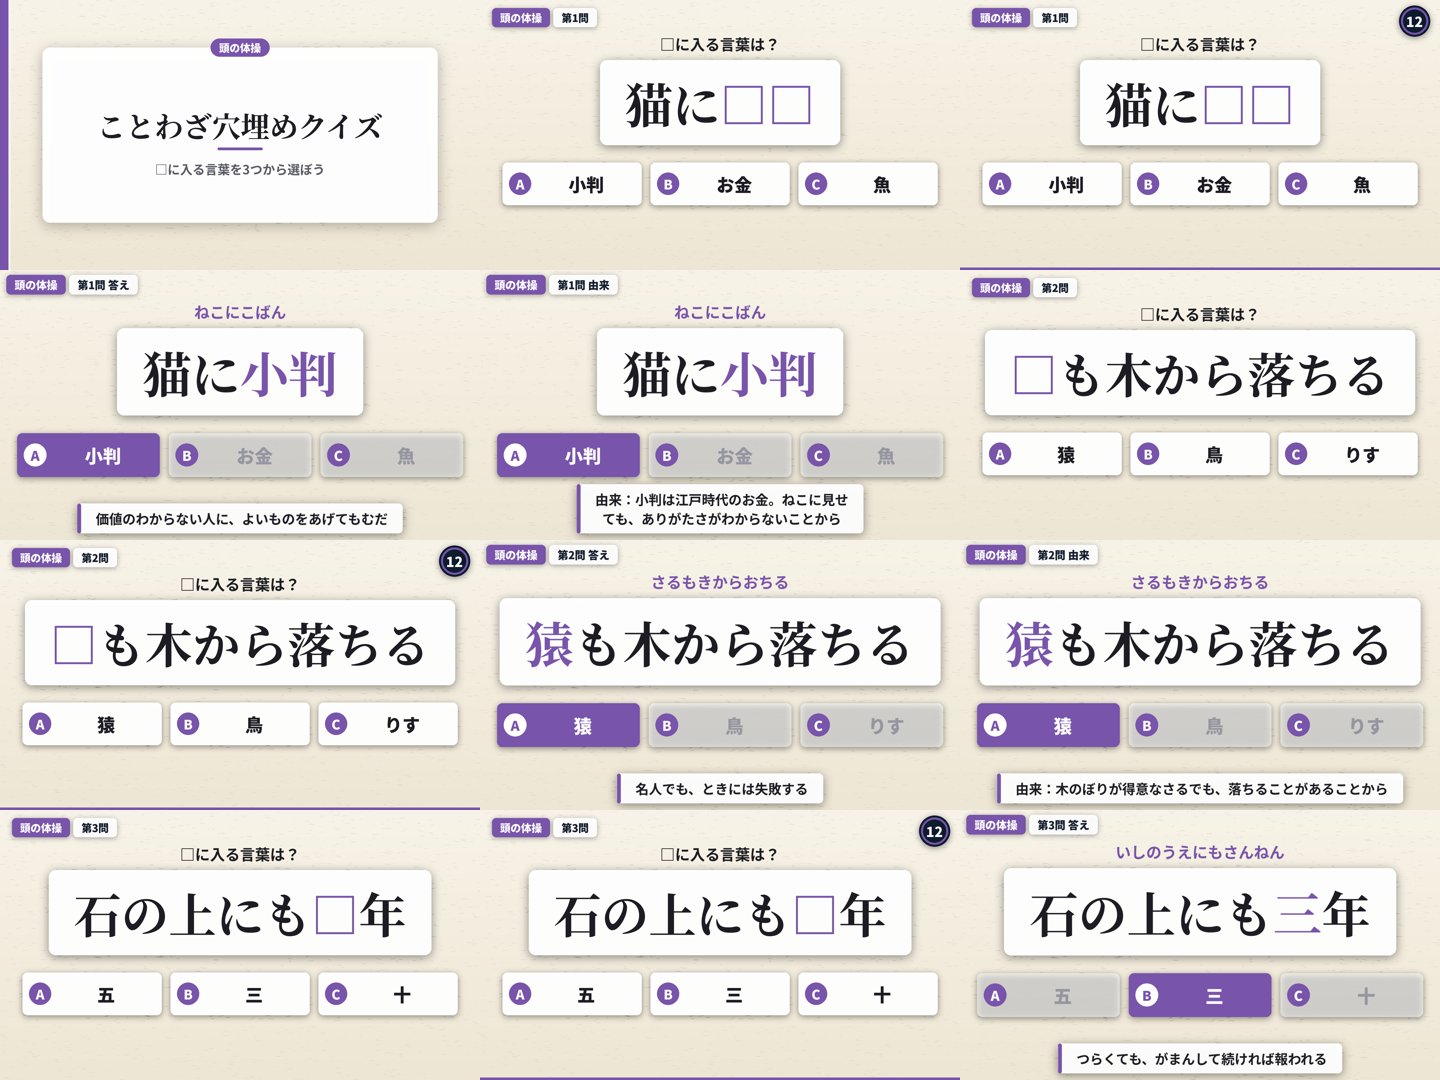 頭の体操
ことわざ穴埋めクイズ
□に入る言葉を3つから選ぼう
頭の体操 第1問
□に入る言葉は？
猫に□□
A 小判 B お金 C 魚
頭の体操 第1問 12
□に入る言葉は？
猫に□□
A 小判 B お金 C 魚
頭の体操 第1問 答え
ねこにこばん
猫に小判
A 小判 B お金 C 魚
価値のわからない人に、よいものをあげてもむだ
頭の体操 第1問 由来
ねこにこばん
猫に小判
A 小判 B お金 C 魚
由来：小判は江戸時代のお金。ねこに見せ
ても、ありがたさがわからないことから
頭の体操 第2問
□に入る言葉は？
□も木から落ちる
A 猿 B 鳥 C りす
頭の体操 第2問 12
□に入る言葉は？
□も木から落ちる
A 猿 B 鳥 C りす
頭の体操 第2問 答え
さるもきからおちる
猿も木から落ちる
A 猿 B 鳥 C りす
名人でも、ときには失敗する
頭の体操 第2問 由来
さるもきからおちる
猿も木から落ちる
A 猿 B 鳥 C りす
由来：木のぼりが得意なさるでも、落ちることがあることから
頭の体操 第3問
□に入る言葉は？
石の上にも□年
A 五 B 三 C 十
頭の体操 第3問 12
□に入る言葉は？
石の上にも□年
A 五 B 三 C 十
頭の体操 第3問 答え
いしのうえにもさんねん
石の上にも三年
A 五 B 三 C 十
つらくても、がまんして続ければ報われる